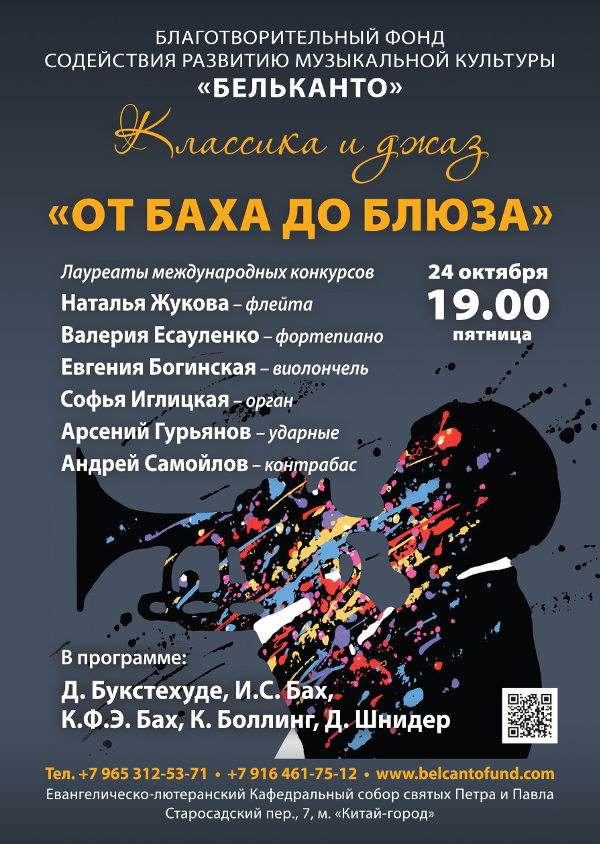 БЛАГОТВОРИТЕЛЬНЫЙ ФОНД
СОДЕЙСТВИЯ РАЗВИТИЮ МУЗЫКАЛЬНОЙ КУЛЬТУРЫ
«БЕЛЬКАНТО»
Классика и джаз
«ОТ БАХА ДО БЛЮЗА»
Лауреаты международных конкурсов
Наталья Жукова – флейта
Валерия Есауленко – фортепиано
Евгения Богинская – виолончель
Софья Иглицкая – орган
Арсений Гурьянов – ударные
Андрей Самойлов – контрабас
24 октября
19.00
пятница
В программе:
Д. Букстехуде, И.С. Бах,
К.Ф.Э. Бах, К. Боллинг, Д. Шнидер
Тел. +7 965 312-53-71 • +7 916 461-75-12 • www.belcantofund.com
Евангелическо-лютеранский Кафедральный собор святых Петра и Павла
Старосадский пер., 7, м. «Китай-город»